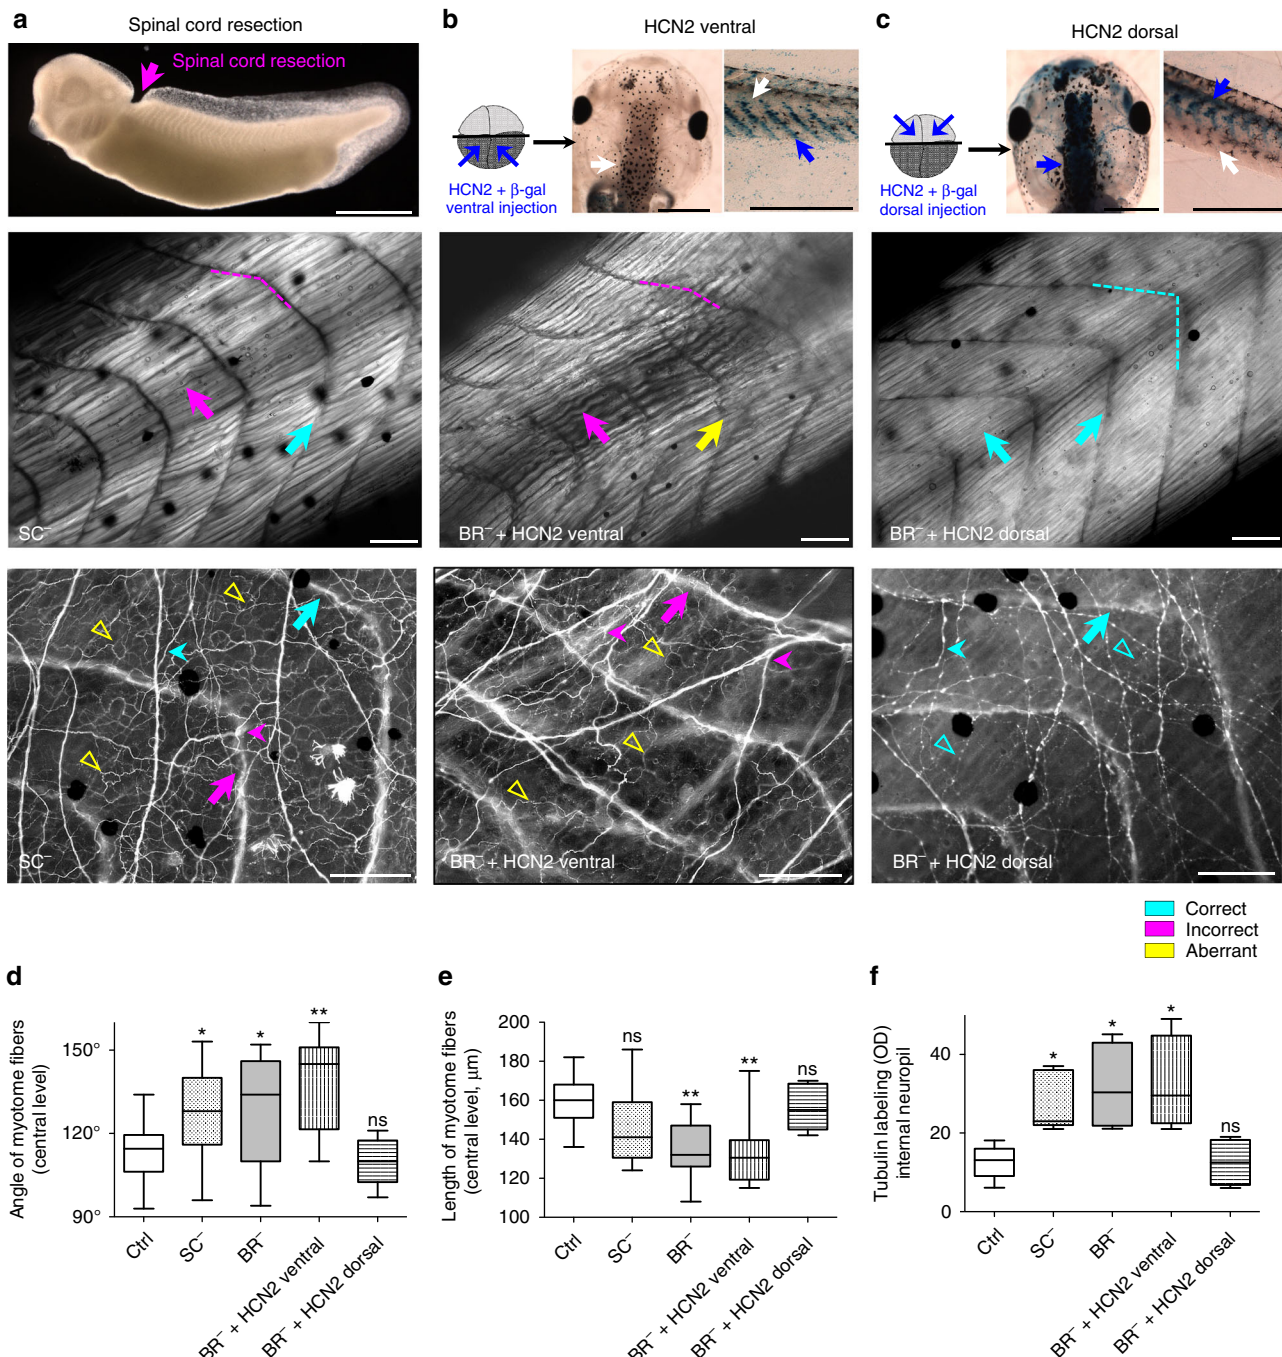 a
Spinal cord resection
Spinal cord resection
b
HCN2 ventral
HCN2 + β-gal
ventral injection
c
HCN2 dorsal
HCN2 + β-gal
dorsal injection
SC⁻
BR⁻ + HCN2 ventral
BR⁻ + HCN2 dorsal
SC⁻
BR⁻ + HCN2 ventral
BR⁻ + HCN2 dorsal
Correct
Incorrect
Aberrant
d
Angle of myotome fibers
(central level)
150°
120°
90°
*
*
**
ns
Ctrl
SC⁻
BR⁻
BR⁻ + HCN2 ventral
BR⁻ + HCN2 dorsal
e
Length of myotome fibers
(central level, μm)
200
180
160
140
120
100
ns
**
**
ns
Ctrl
SC⁻
BR⁻
BR⁻ + HCN2 ventral
BR⁻ + HCN2 dorsal
f
Tubulin labeling (OD)
internal neuropil
40
20
0
*
*
*
ns
Ctrl
SC⁻
BR⁻
BR⁻ + HCN2 ventral
BR⁻ + HCN2 dorsal